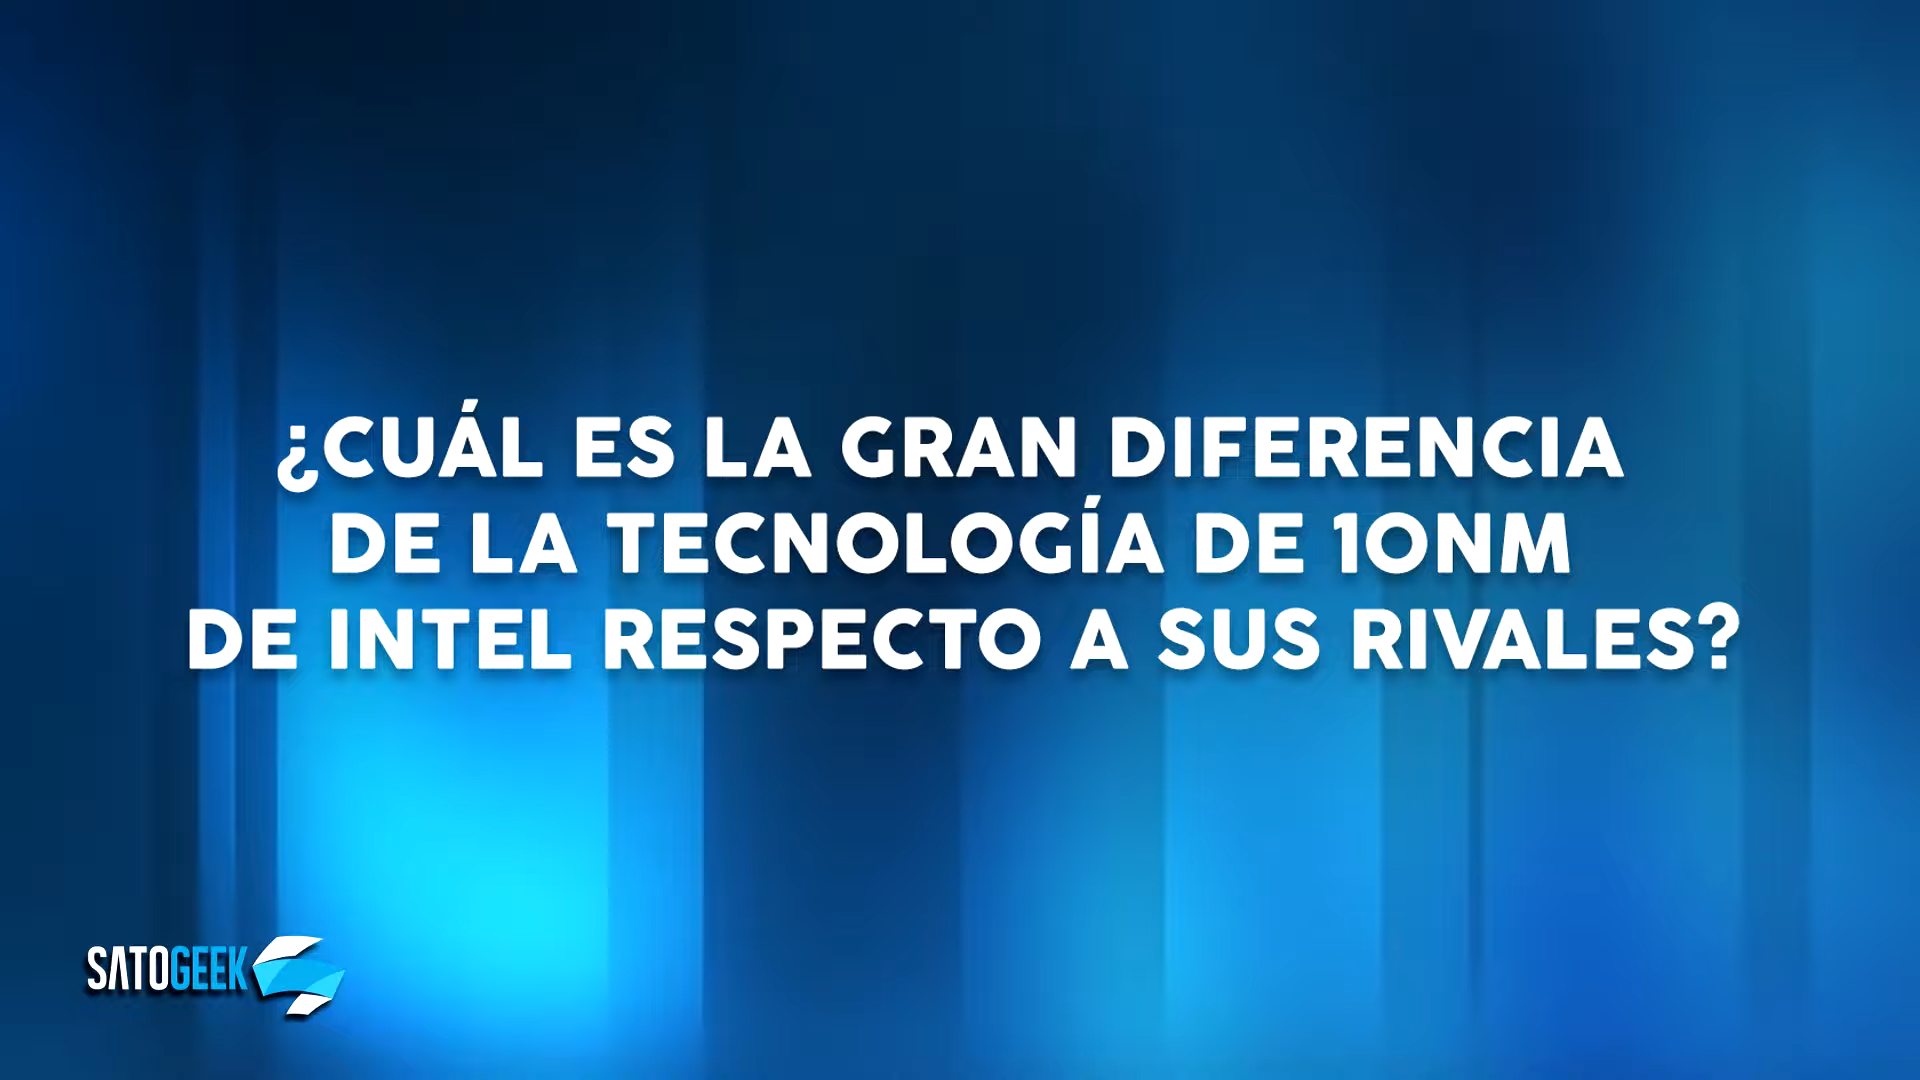 ¿CUÁL ES LA GRAN DIFERENCIA
DE LA TECNOLOGÍA DE 10NM
DE INTEL RESPECTO A SUS RIVALES?
SATOGEEK